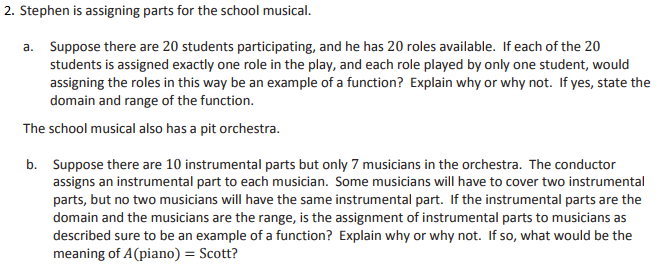 2. Stephen is assigning parts for the school musical.
a. Suppose there are 20 students participating, and he has 20 roles available. If each of the 20
students is assigned exactly one role in the play, and each role played by only one student, would
assigning the roles in this way be an example of a function? Explain why or why not. If yes, state the
domain and range of the function.
The school musical also has a pit orchestra.
b. Suppose there are 10 instrumental parts but only 7 musicians in the orchestra. The conductor
assigns an instrumental part to each musician. Some musicians will have to cover two instrumental
parts, but no two musicians will have the same instrumental part. If the instrumental parts are the
domain and the musicians are the range, is the assignment of instrumental parts to musicians as
described sure to be an example of a function? Explain why or why not. If so, what would be the
meaning of A(piano) = Scott?